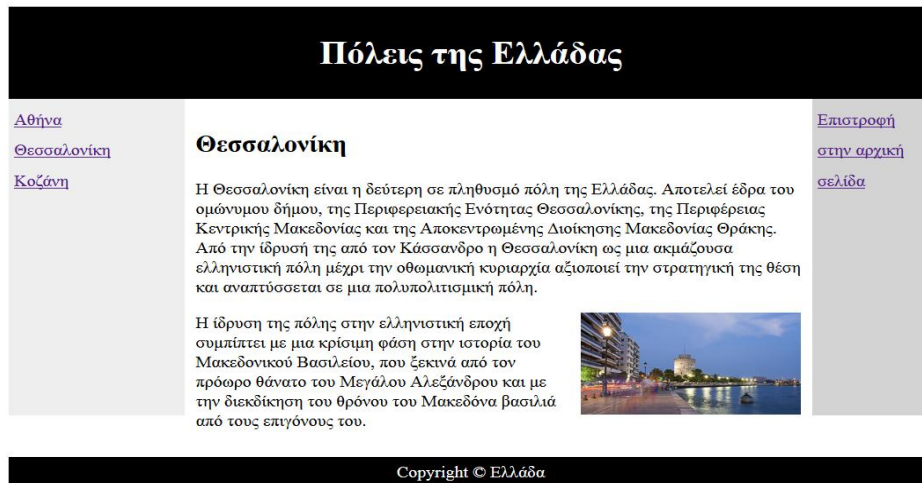 Πόλεις της Ελλάδας
Αθήνα
Θεσσαλονίκη
Κοζάνη
Θεσσαλονίκη
Η Θεσσαλονίκη είναι η δεύτερη σε πληθυσμό πόλη της Ελλάδας. Αποτελεί έδρα του
ομώνυμου δήμου, της Περιφερειακής Ενότητας Θεσσαλονίκης, της Περιφέρειας
Κεντρικής Μακεδονίας και της Αποκεντρωμένης Διοίκησης Μακεδονίας Θράκης.
Από την ίδρυσή της από τον Κάσσανδρο η Θεσσαλονίκη ως μια ακμάζουσα
ελληνιστική πόλη μέχρι την οθωμανική κυριαρχία αξιοποιεί την στρατηγική της θέση
και αναπτύσσεται σε μια πολυπολιτισμική πόλη.
Η ίδρυση της πόλης στην ελληνιστική εποχή
συμπίπτει με μια κρίσιμη φάση στην ιστορία του
Μακεδονικού Βασιλείου, που ξεκινά από τον
πρόωρο θάνατο του Μεγάλου Αλεξάνδρου και με
την διεκδίκηση του θρόνου του Μακεδόνα βασιλιά
από τους επιγόνους του.
Επιστροφή
στην αρχική
σελίδα
Copyright © Ελλάδα